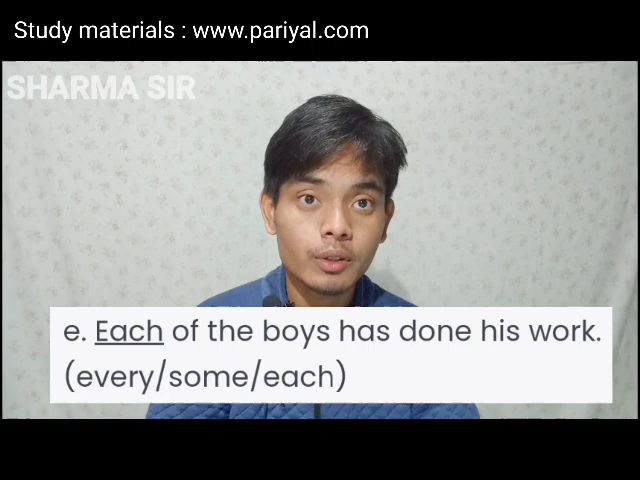 Study materials : www.pariyal.com
SHARMA SIR
e. Each of the boys has done his work.
(every/some/each)